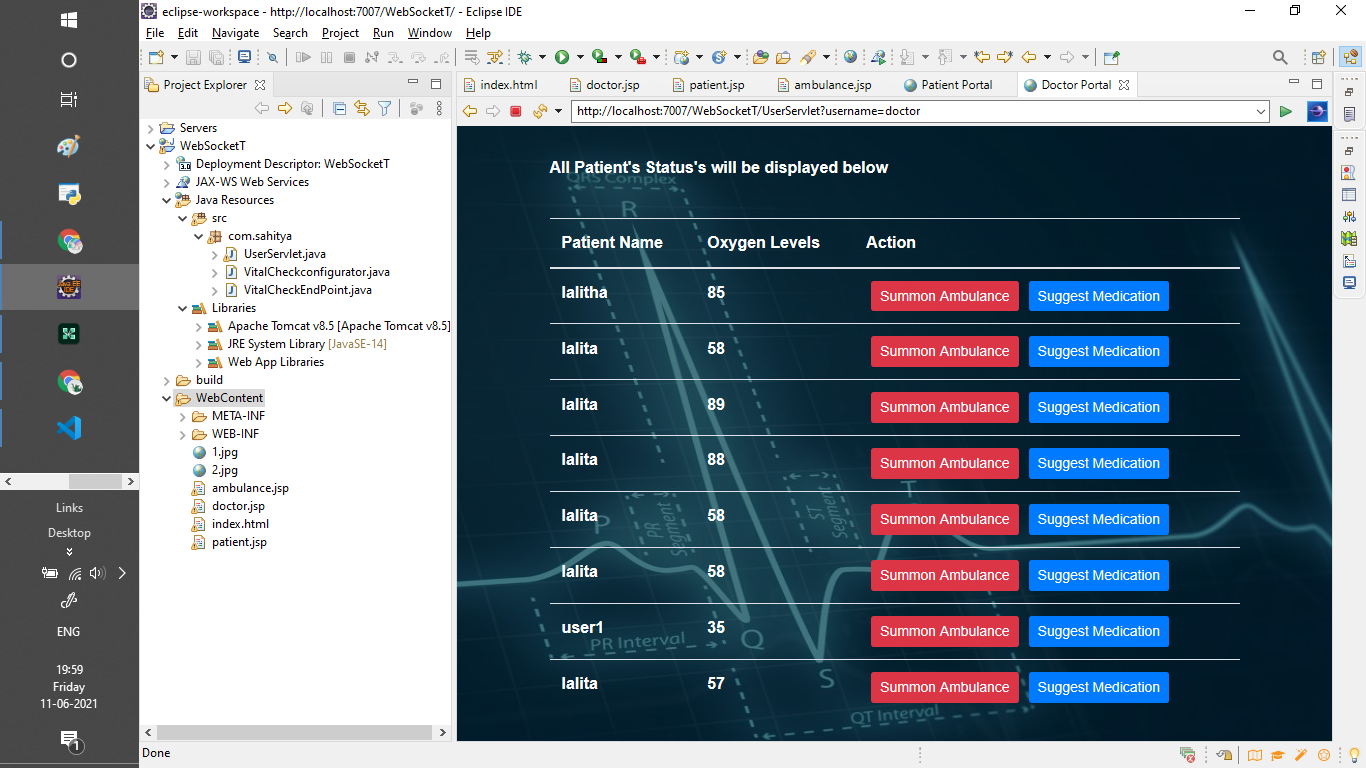 eclipse-workspace - http://localhost:7007/WebSocketT/ - Eclipse IDE
File Edit Navigate Search Project Run Window Help
Project Explorer
index.html doctor.jsp patient.jsp ambulance.jsp Patient Portal Doctor Portal
http://localhost:7007/WebSocketT/UserServlet?username=doctor
Servers
WebSocketT
Deployment Descriptor: WebSocketT
JAX-WS Web Services
Java Resources
src
com.sahitya
UserServlet.java
VitalCheckconfigurator.java
VitalCheckEndPoint.java
Libraries
Apache Tomcat v8.5 [Apache Tomcat v8.5]
JRE System Library [JavaSE-14]
Web App Libraries
build
WebContent
META-INF
WEB-INF
1.jpg
2.jpg
ambulance.jsp
doctor.jsp
index.html
patient.jsp
All Patient's Status's will be displayed below
QRS Complex
R
Patient Name Oxygen Levels Action
lalitha 85 Summon Ambulance Suggest Medication
lalita 58 Summon Ambulance Suggest Medication
lalita 89 Summon Ambulance Suggest Medication
lalita 88 Summon Ambulance Suggest Medication
T
P
PR
Segment
ST
Segment
lalita 58 Summon Ambulance Suggest Medication
lalita 58 Summon Ambulance Suggest Medication
user1 35 Summon Ambulance Suggest Medication
PR Interval
Q
lalita 57 Summon Ambulance Suggest Medication
S
QT Interval
Done
Links
Desktop
ENG
19:59
Friday
11-06-2021
1